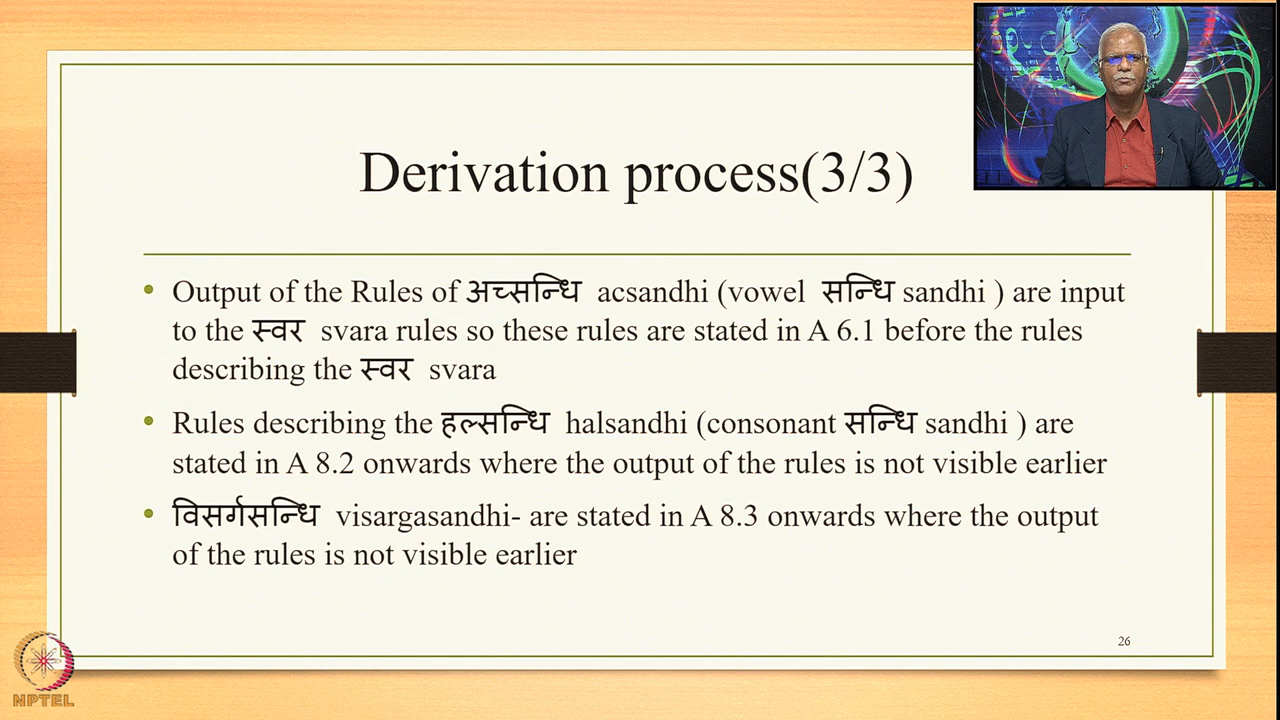 Derivation process(3/3)
• Output of the Rules of अच्सन्धि acsandhi (vowel सन्धि sandhi ) are input
to the स्वर svara rules so these rules are stated in A 6.1 before the rules
describing the स्वर svara
• Rules describing the हल्सन्धि halsandhi (consonant सन्धि sandhi ) are
stated in A 8.2 onwards where the output of the rules is not visible earlier
• विसर्गसन्धि visargasandhi- are stated in A 8.3 onwards where the output
of the rules is not visible earlier
26
NPTEL